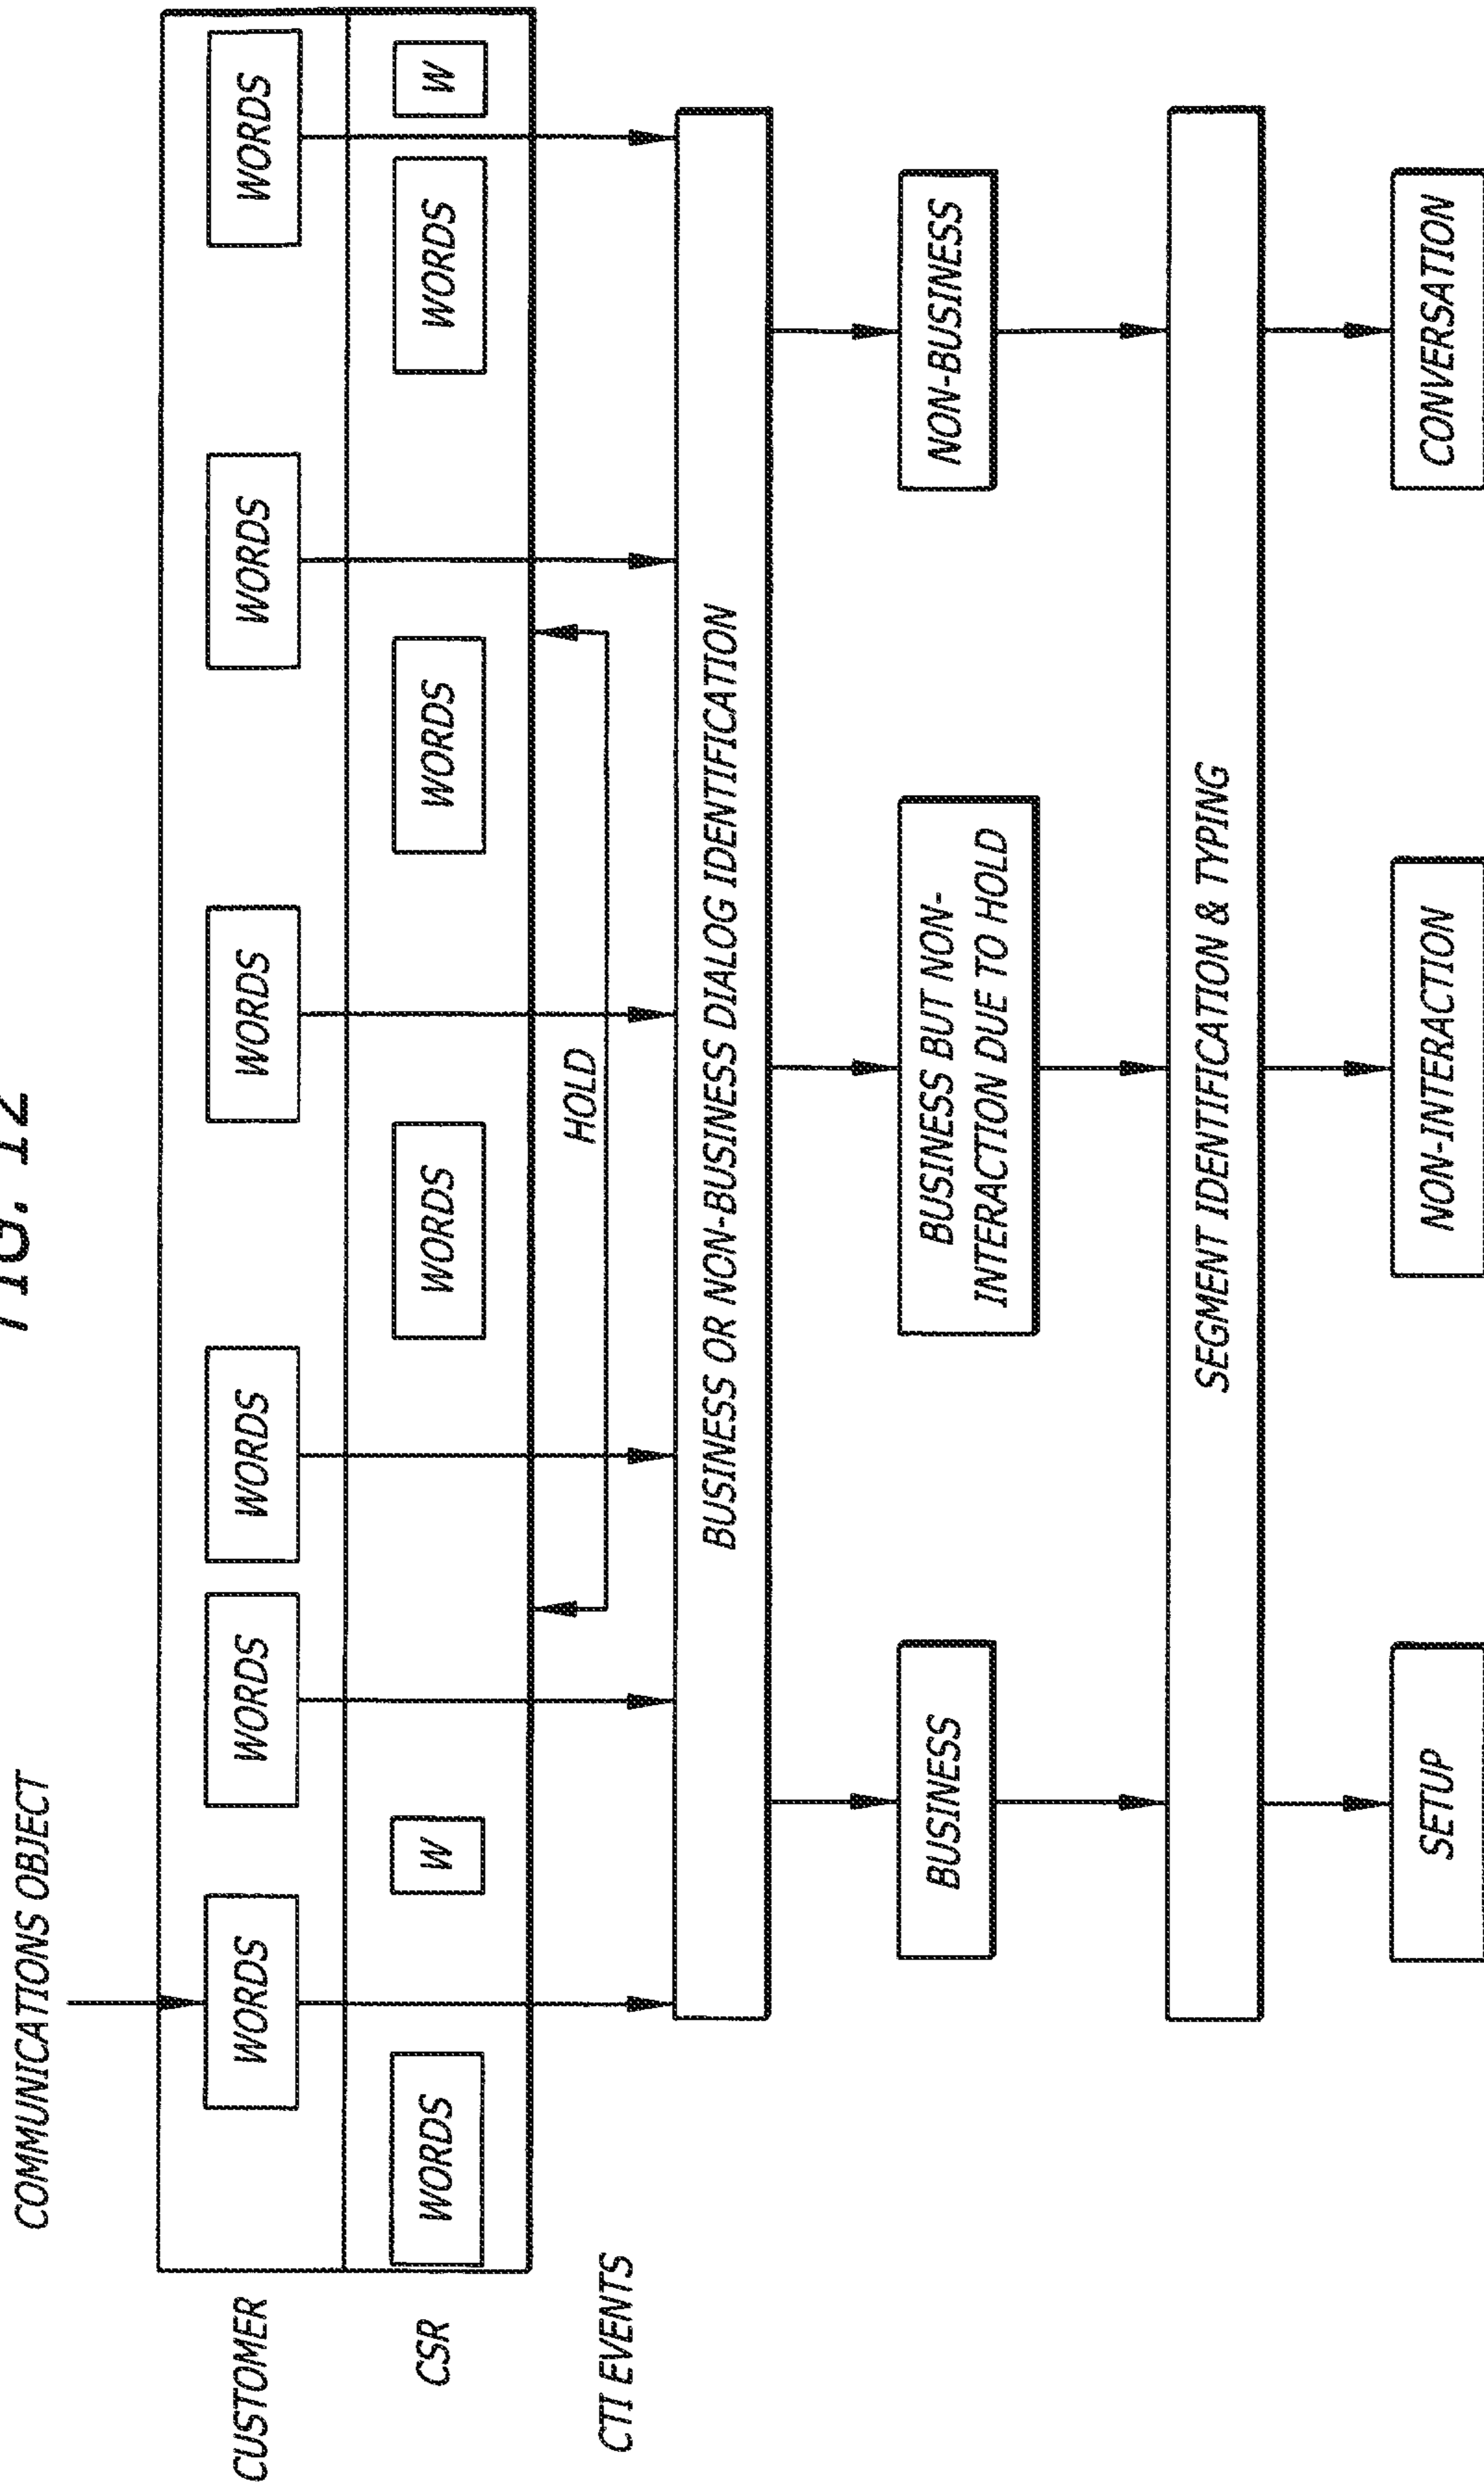 FIG. 12
COMMUNICATIONS OBJECT
CUSTOMER
WORDS
WORDS
WORDS
WORDS
WORDS
WORDS
CSR
WORDS
W
WORDS
WORDS
WORDS
W
CTI EVENTS
HOLD
BUSINESS OR NON-BUSINESS DIALOG IDENTIFICATION
BUSINESS
BUSINESS BUT NON-
INTERACTION DUE TO HOLD
NON-BUSINESS
SEGMENT IDENTIFICATION & TYPING
SETUP
NON-INTERACTION
CONVERSATION